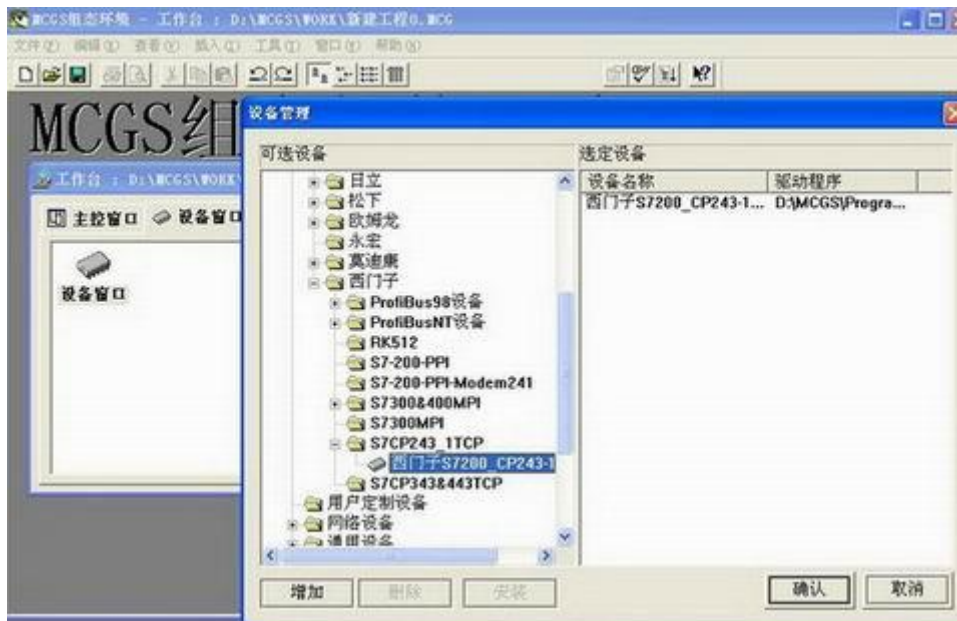 MCGS组态环境 - 工作台 : D:\MCGS\WORK\新建工程0.MCG
文件(F) 编辑(E) 查看(V) 插入(I) 工具(T) 窗口(W) 帮助(H)
MCGS组
设备管理
工作台 : D:\MCGS\WORK
主控窗口 设备窗口
设备窗口
可选设备
日立
松下
欧姆龙
永宏
莫迪康
西门子
ProfiBus98设备
ProfiBusNT设备
RK512
S7-200-PPI
S7-200-PPI-Modem241
S7300&400MPI
S7300MPI
S7CP243_1TCP
西门子S7200_CP243-1
S7CP343&443TCP
用户定制设备
网络设备
通用设备
选定设备
设备名称 驱动程序
西门子S7200_CP243-1... D:\MCGS\Progra...
增加 删除 安装 确认 取消